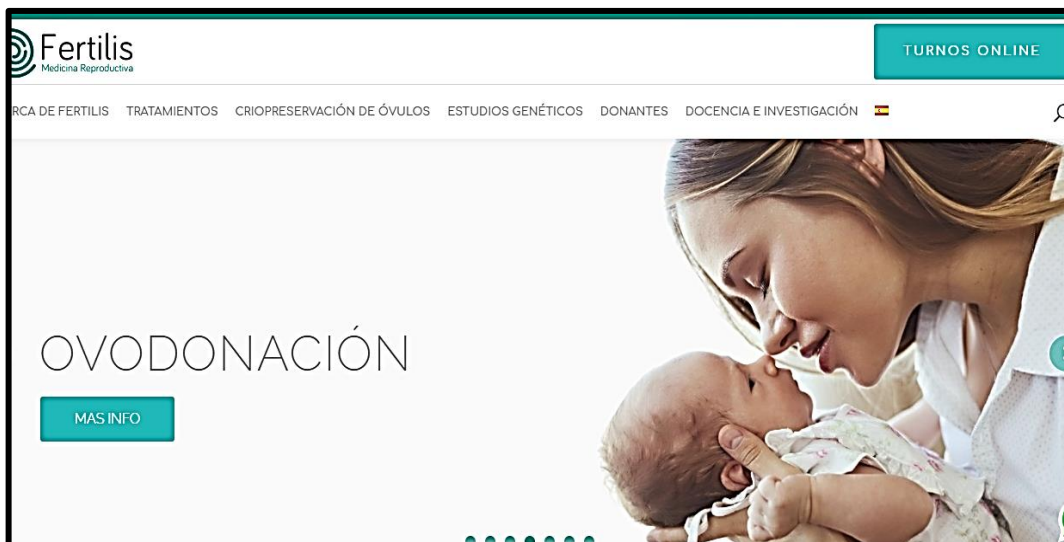 Fertilis
Medicina Reproductiva
TURNOS ONLINE
RCA DE FERTILIS TRATAMIENTOS CRIOPRESERVACIÓN DE ÓVULOS ESTUDIOS GENÉTICOS DONANTES DOCENCIA E INVESTIGACIÓN
OVODONACIÓN
MAS INFO